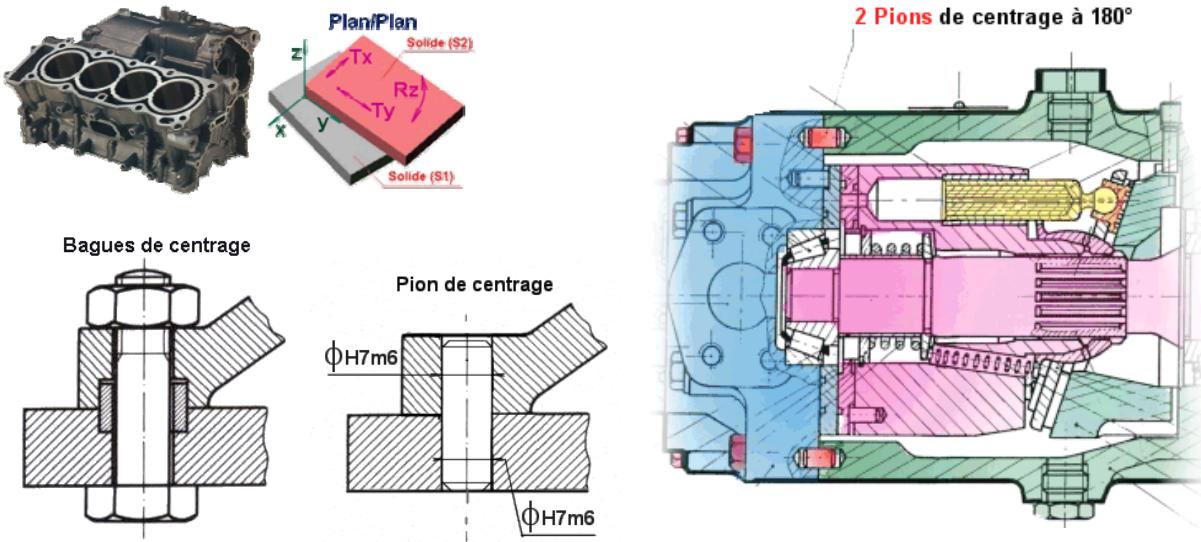 Plan/Plan
Solide (S2)
z
Tx
Rz
Ty
x
y
Solide (S1)
2 Pions de centrage à 180°
Bagues de centrage
Pion de centrage
ϕH7m6
ϕH7m6